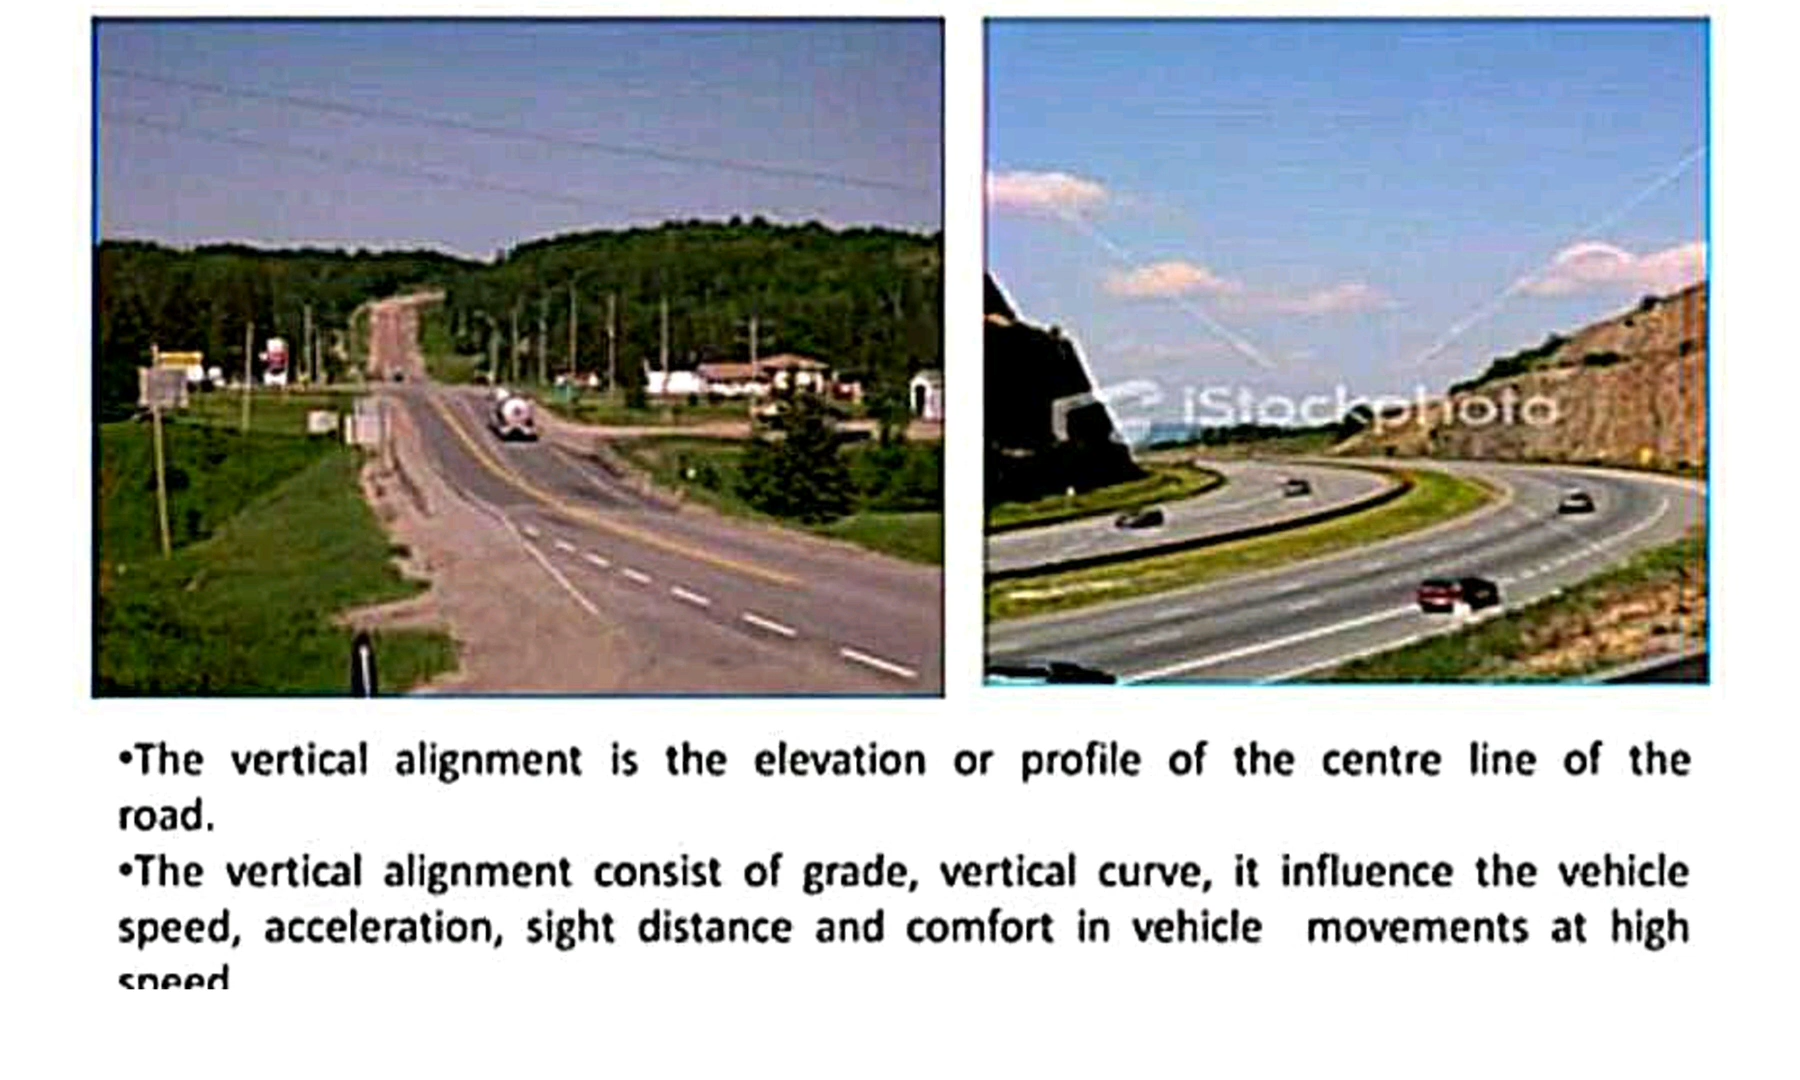 iStockphoto
•The vertical alignment is the elevation or profile of the centre line of the
road.
•The vertical alignment consist of grade, vertical curve, it influence the vehicle
speed, acceleration, sight distance and comfort in vehicle movements at high
speed